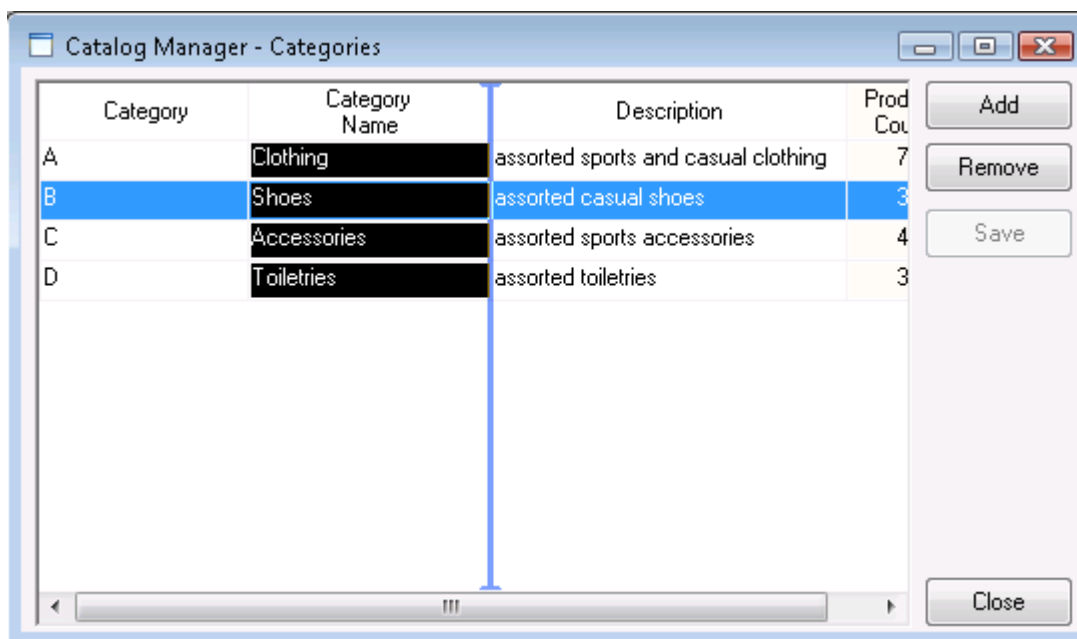 Catalog Manager - Categories
Category Category Name Description Prod Cou
A Clothing assorted sports and casual clothing 7
B Shoes assorted casual shoes 3
C Accessories assorted sports accessories 4
D Toiletries assorted toiletries 3
Add
Remove
Save
Close